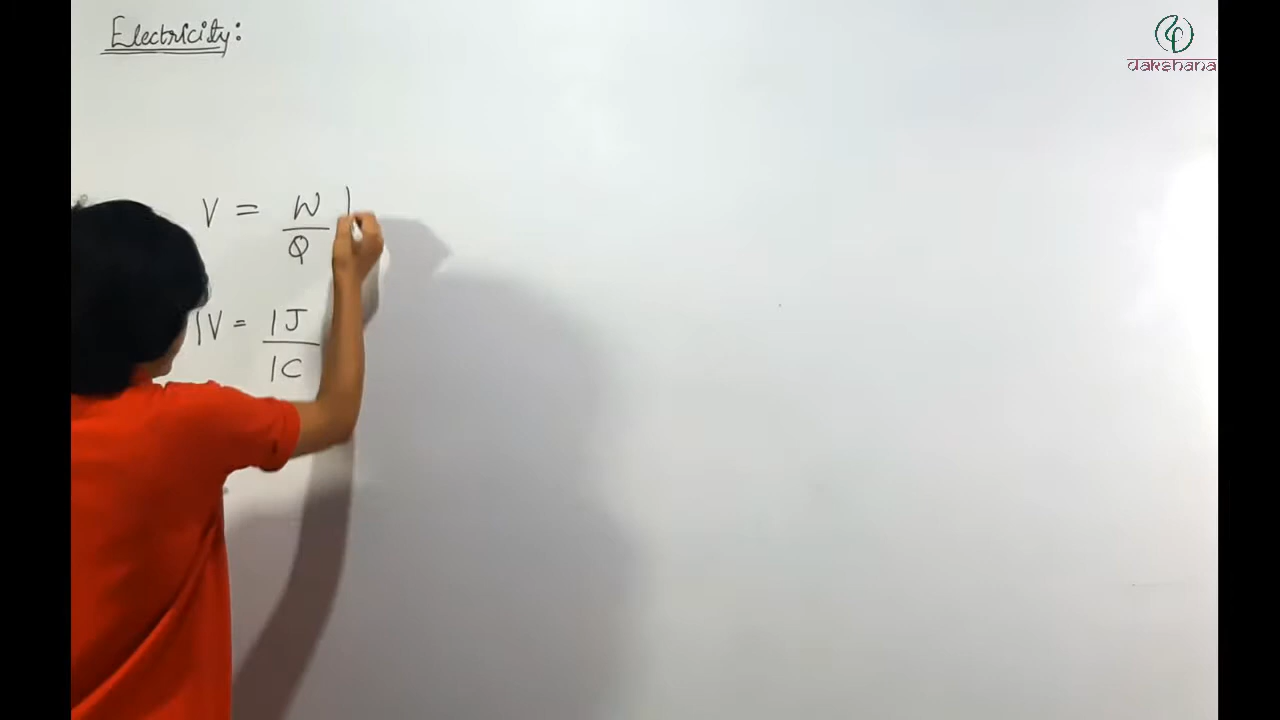 Electricity:
dakshana
V = W/Q
1V = 1J/1C